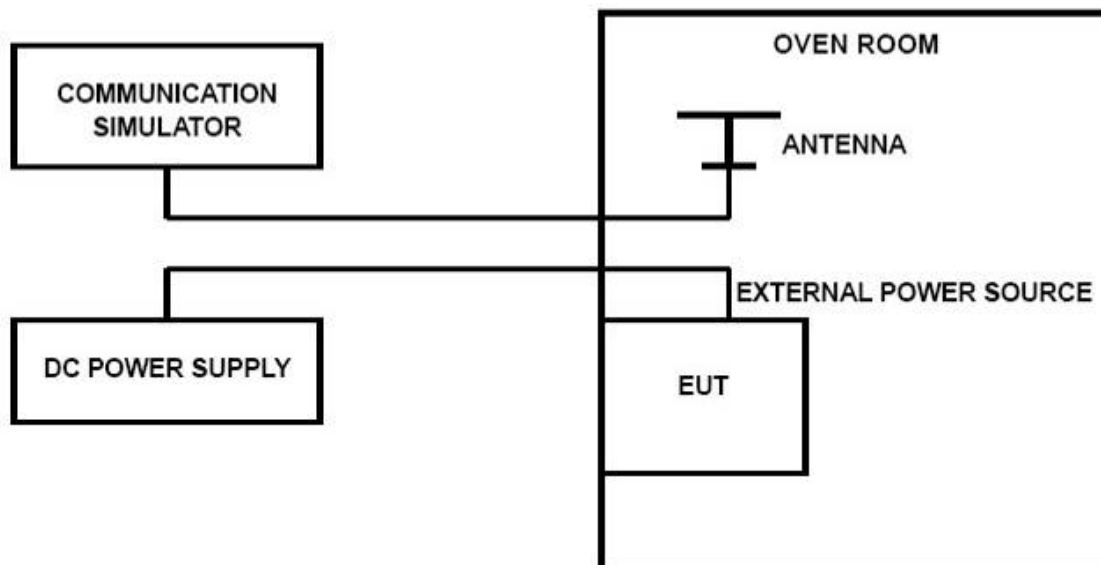 OVEN ROOM
COMMUNICATION
SIMULATOR
ANTENNA
EXTERNAL POWER SOURCE
DC POWER SUPPLY
EUT